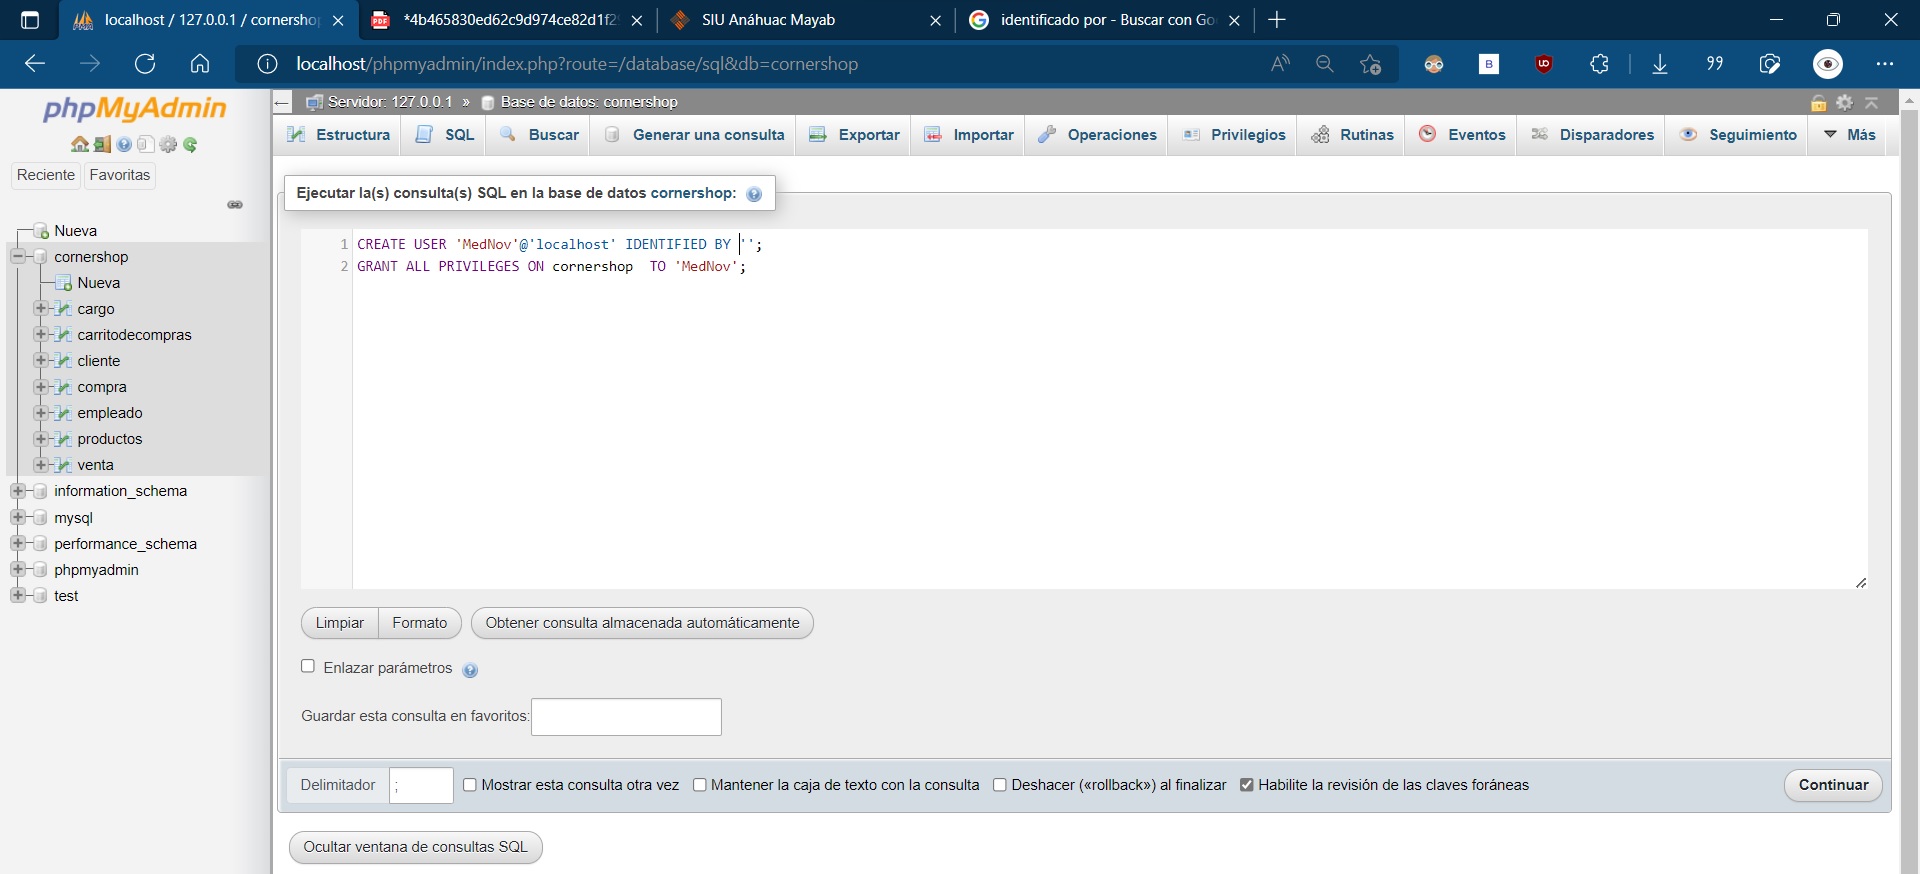 localhost / 127.0.0.1 / cornershop
*4b465830ed62c9d974ce82d1f2
SIU Anáhuac Mayab
identificado por - Buscar con Go
localhost/phpmyadmin/index.php?route=/database/sql&db=cornershop
phpMyAdmin
Reciente
Favoritas
Nueva
cornershop
Nueva
cargo
carritodecompras
cliente
compra
empleado
productos
venta
information_schema
mysql
performance_schema
phpmyadmin
test
Servidor: 127.0.0.1 » Base de datos: cornershop
Estructura SQL Buscar Generar una consulta Exportar Importar Operaciones Privilegios Rutinas Eventos Disparadores Seguimiento Más
Ejecutar la(s) consulta(s) SQL en la base de datos cornershop:
1 CREATE USER 'MedNov'@'localhost' IDENTIFIED BY '';
2 GRANT ALL PRIVILEGES ON cornershop  TO 'MedNov';
Limpiar Formato Obtener consulta almacenada automáticamente
Enlazar parámetros
Guardar esta consulta en favoritos:
Delimitador ; Mostrar esta consulta otra vez Mantener la caja de texto con la consulta Deshacer («rollback») al finalizar Habilite la revisión de las claves foráneas Continuar
Ocultar ventana de consultas SQL